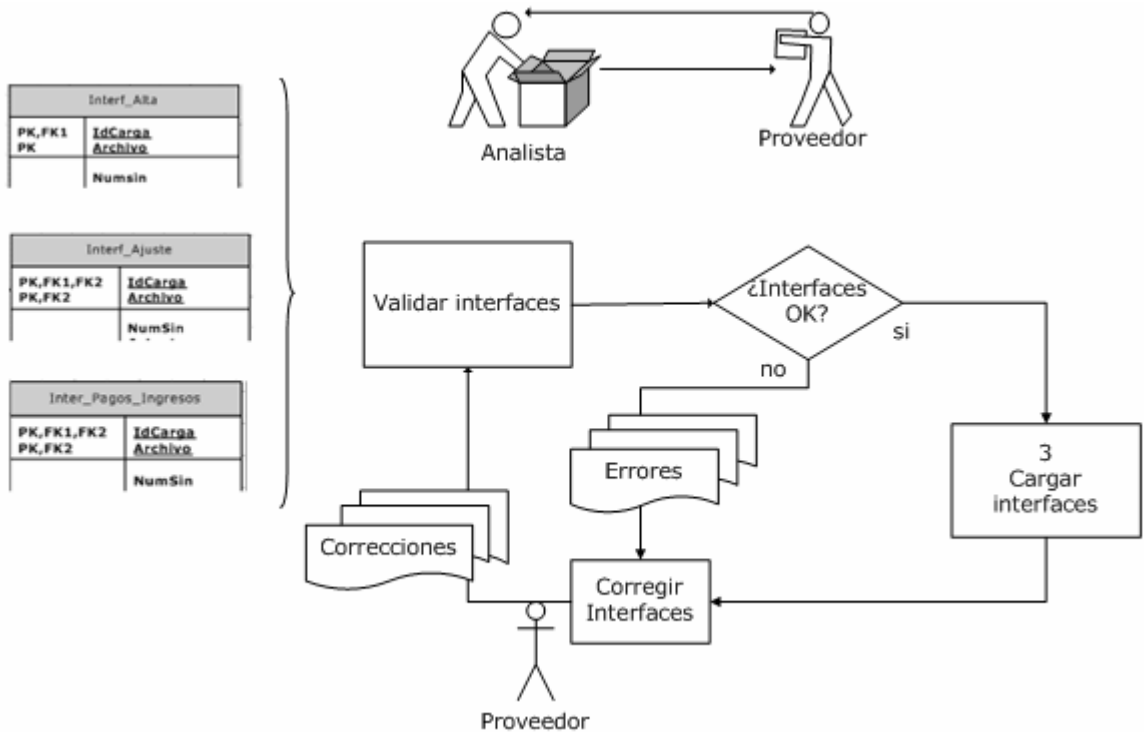 Interf_Alta
PK,FK1 IdCarga
PK Archivo
Numsin
Interf_Ajuste
PK,FK1,FK2 IdCarga
PK,FK2 Archivo
NumSin
Inter_Pagos_Ingresos
PK,FK1,FK2 IdCarga
PK,FK2 Archivo
NumSin
Analista
Proveedor
Validar interfaces
¿Interfaces
OK?
si
no
Errores
3
Cargar
interfaces
Correcciones
Corregir
Interfaces
Proveedor